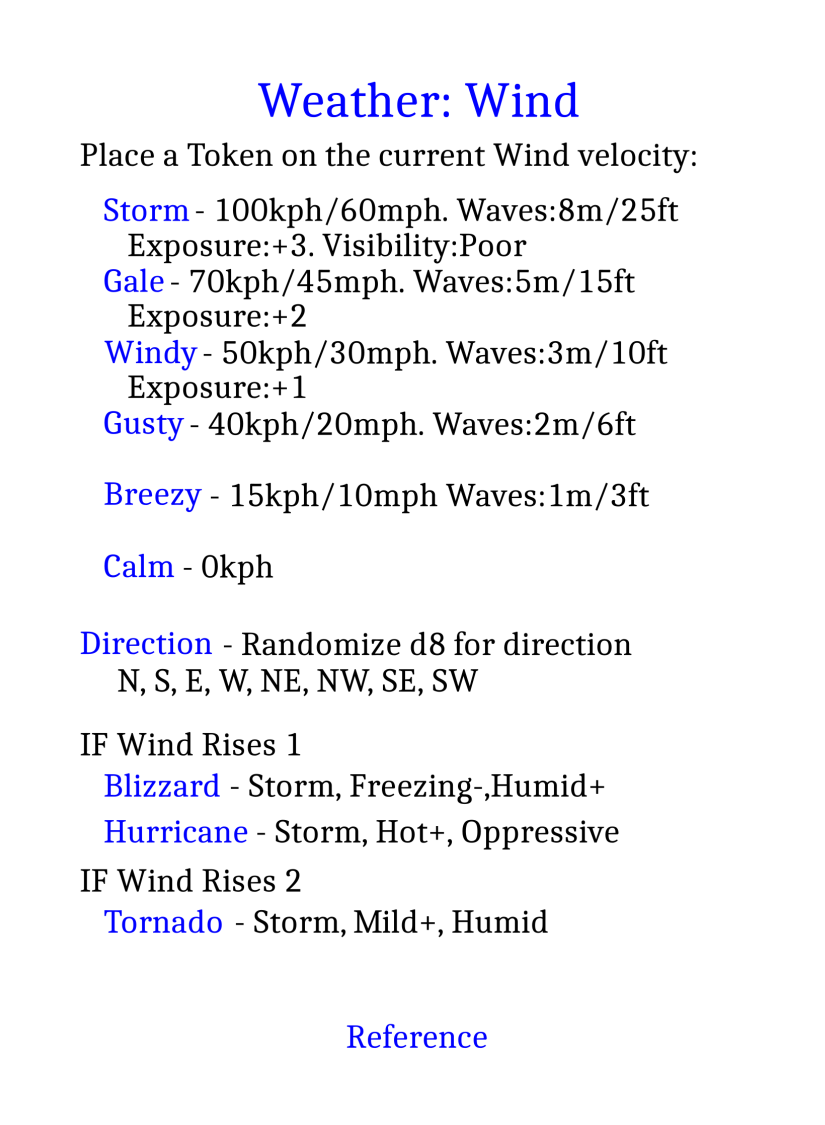 Weather: Wind
Place a Token on the current Wind velocity:
Storm - 100kph/60mph. Waves:8m/25ft
Exposure:+3. Visibility:Poor
Gale - 70kph/45mph. Waves:5m/15ft
Exposure:+2
Windy - 50kph/30mph. Waves:3m/10ft
Exposure:+1
Gusty - 40kph/20mph. Waves:2m/6ft
Breezy - 15kph/10mph Waves:1m/3ft
Calm - 0kph
Direction - Randomize d8 for direction
N, S, E, W, NE, NW, SE, SW
IF Wind Rises 1
Blizzard - Storm, Freezing-,Humid+
Hurricane - Storm, Hot+, Oppressive
IF Wind Rises 2
Tornado - Storm, Mild+, Humid
Reference